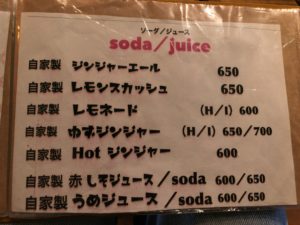 ソーダ/ジュース
soda/juice
自家製 ジンジャーエール 650
自家製 レモンスカッシュ 650
自家製 レモネード (H/I) 600
自家製 ゆずジンジャー (H/I) 650/700
自家製 Hot ジンジャー 600
自家製 赤しそジュース/soda 600/650
自家製 うめジュース/soda 600/650